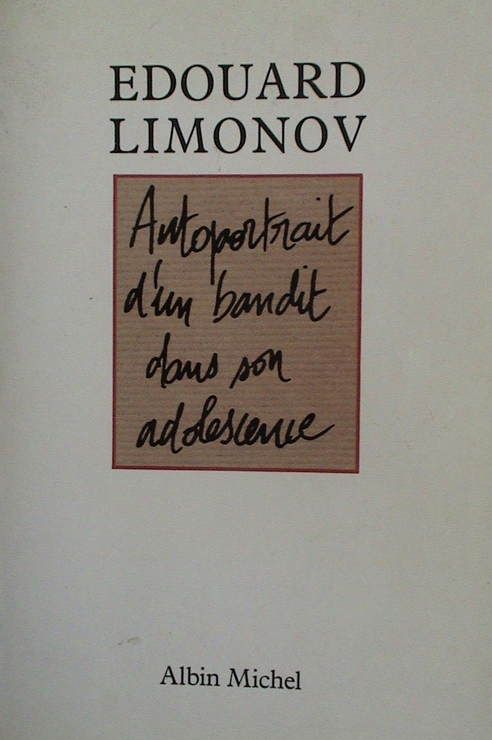 EDOUARD
LIMONOV
Autoportrait
d'un bandit
dans son
adolescence
Albin Michel